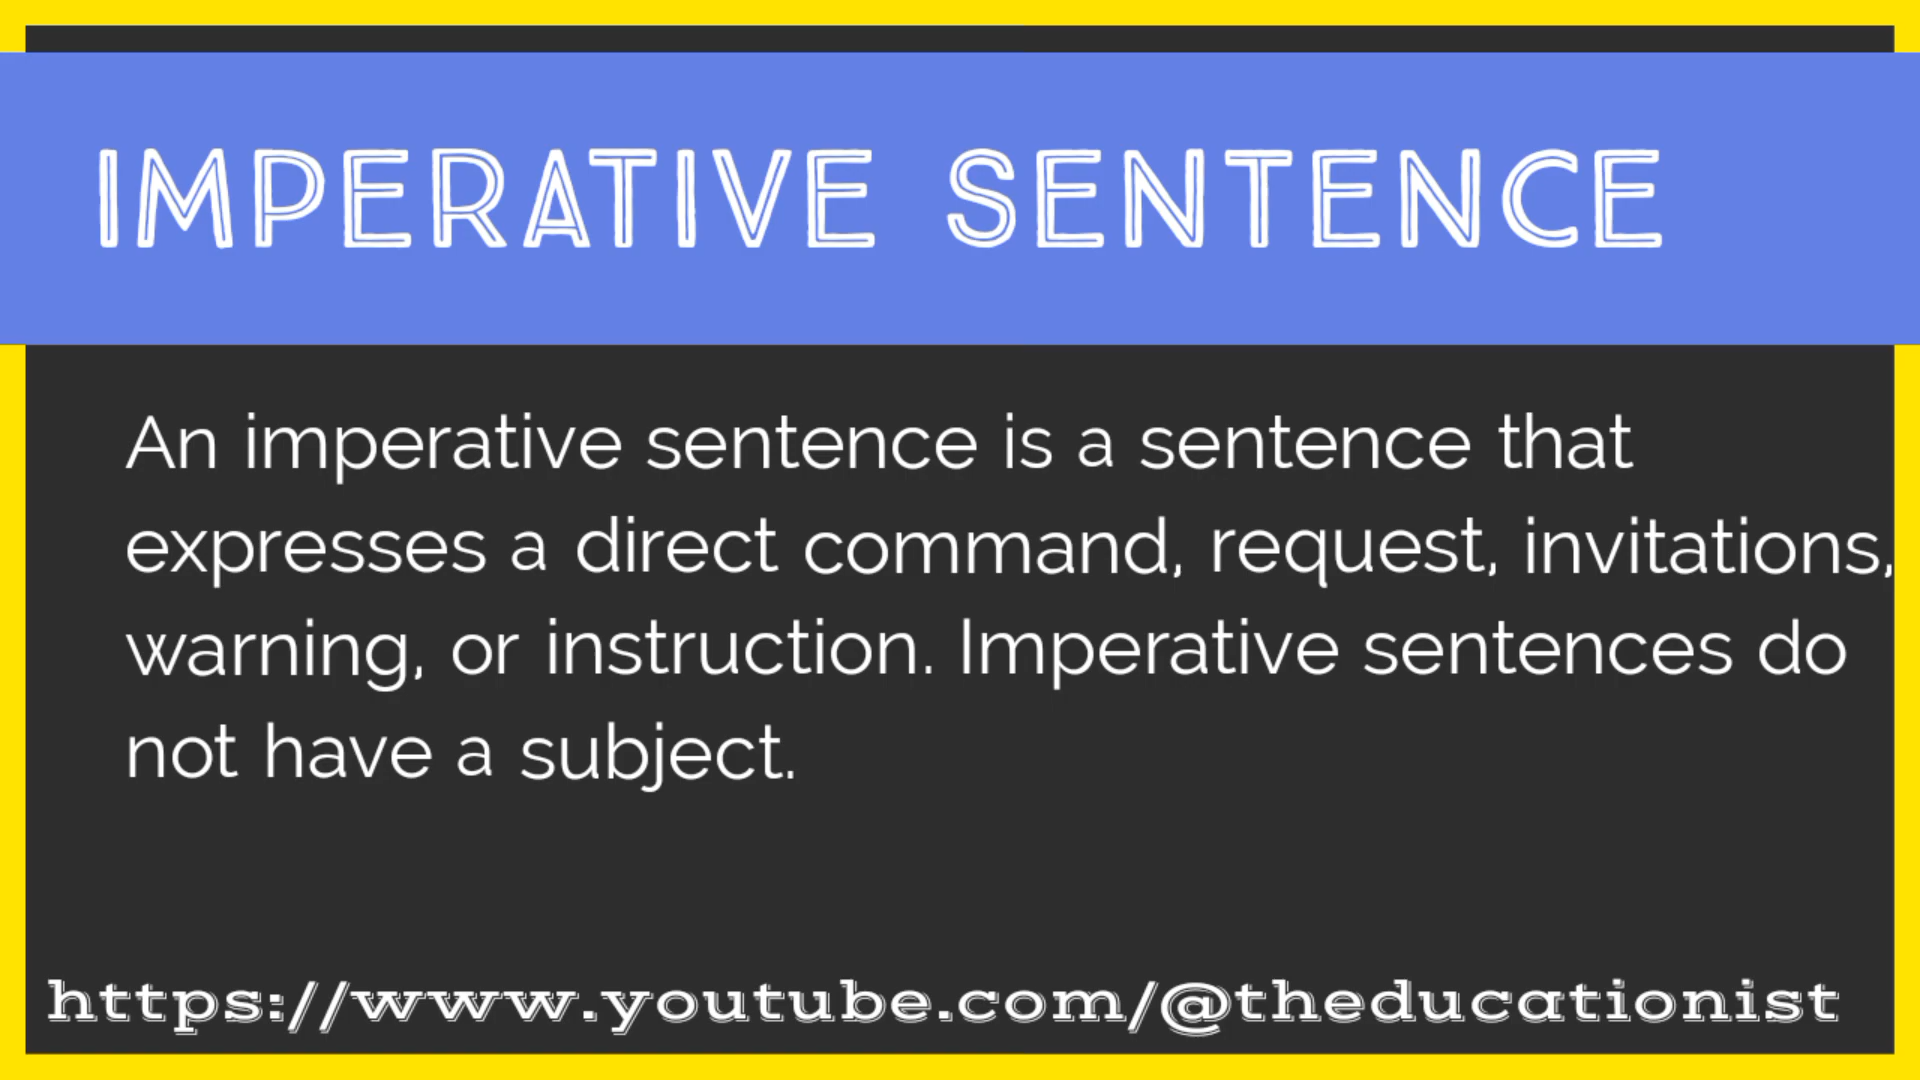 IMPERATIVE SENTENCE
An imperative sentence is a sentence that
expresses a direct command, request, invitations,
warning, or instruction. Imperative sentences do
not have a subject.
https://www.youtube.com/@theducationist